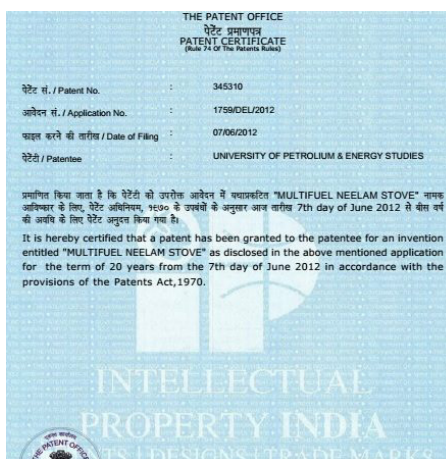 THE PATENT OFFICE
पेटेंट प्रमाणपत्र
PATENT CERTIFICATE
(Rule 74 Of The Patents Rules)
पेटेंट सं. / Patent No. : 345310
आवेदन सं. / Application No. : 1759/DEL/2012
फाइल करने की तारीख / Date of Filing : 07/06/2012
पेटेंटी / Patentee : UNIVERSITY OF PETROLIUM & ENERGY STUDIES
प्रमाणित किया जाता है कि पेटेंटी को उपरोक्त आवेदन में यथाप्रकटित "MULTIFUEL NEELAM STOVE" नामक
आविष्कार के लिए, पेटेंट अधिनियम, १९७० के उपबंधों के अनुसार आज तारीख 7th day of June 2012 से बीस वर्ष
की अवधि के लिए पेटेंट अनुदत्त किया गया है।
It is hereby certified that a patent has been granted to the patentee for an invention
entitled "MULTIFUEL NEELAM STOVE" as disclosed in the above mentioned application
for the term of 20 years from the 7th day of June 2012 in accordance with the
provisions of the Patents Act,1970.
INTELLECTUAL
PROPERTY INDIA
DESIGNS | TRADE MARKS
THE PATENT OFFICE